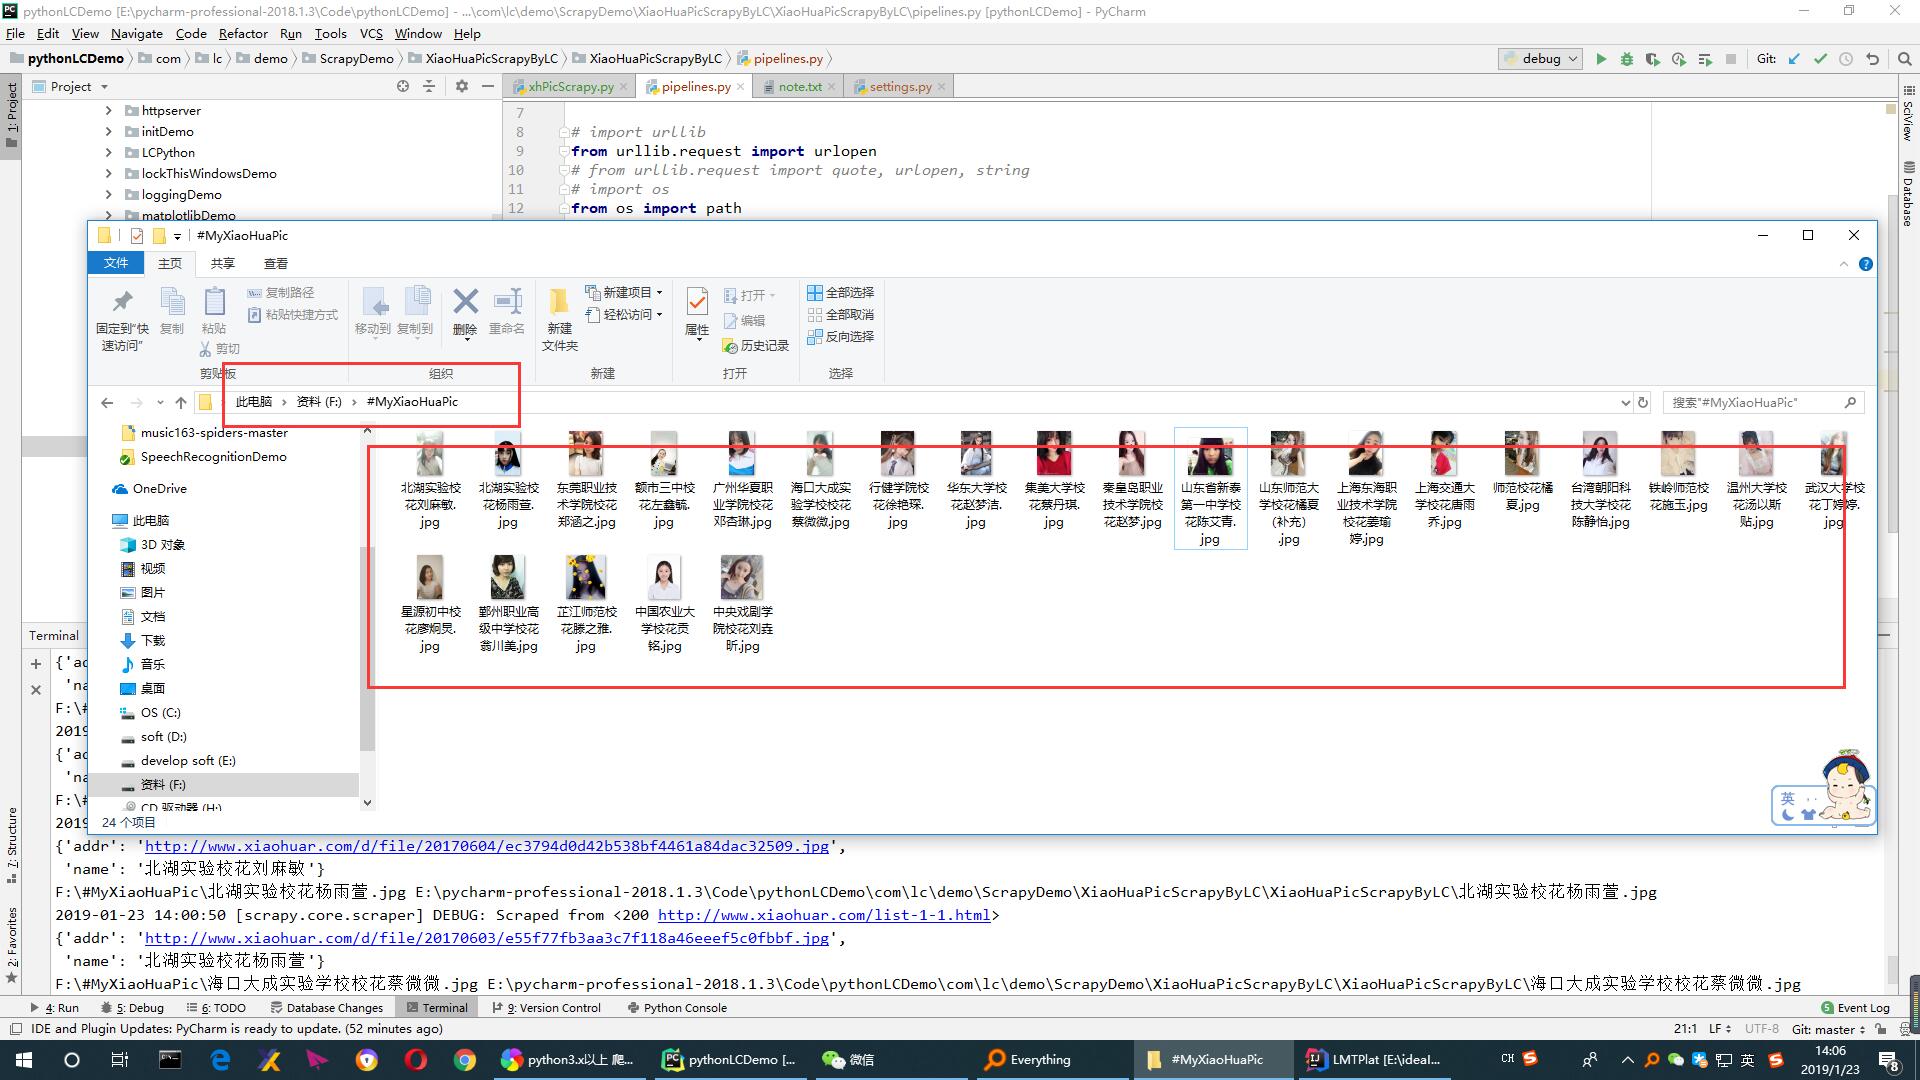 pythonLCDemo [E:\pycharm-professional-2018.1.3\Code\pythonLCDemo] - ...\com\lc\demo\ScrapyDemo\XiaoHuaPicScrapyByLC\XiaoHuaPicScrapyByLC\pipelines.py [pythonLCDemo] - PyCharm
File Edit View Navigate Code Refactor Run Tools VCS Window Help
pythonLCDemo com lc demo ScrapyDemo XiaoHuaPicScrapyByLC XiaoHuaPicScrapyByLC pipelines.py debug Git:
1: Project
Project
xhPicScrapy.py pipelines.py note.txt settings.py
SciView
Database
httpserver
initDemo
LCPython
lockThisWindowsDemo
loggingDemo
matplotlibDemo
7
8 # import urllib
9 from urllib.request import urlopen
10 # from urllib.request import quote, urlopen, string
11 # import os
12 from os import path
#MyXiaoHuaPic
文件 主页 共享 查看
固定到"快速访问"
复制
粘贴
复制路径
粘贴快捷方式
剪切
移动到
复制到
删除
重命名
新建
文件夹
新建项目
轻松访问
属性
打开
编辑
历史记录
全部选择
全部取消
反向选择
剪贴板 组织 新建 打开 选择
此电脑 资料 (F:) #MyXiaoHuaPic
搜索"#MyXiaoHuaPic"
music163-spiders-master
SpeechRecognitionDemo
OneDrive
此电脑
3D 对象
视频
图片
文档
下载
音乐
桌面
OS (C:)
soft (D:)
develop soft (E:)
资料 (F:)
CD 驱动器 (H:)
24 个项目
北湖实验校花刘麻敏.jpg
北湖实验校花杨雨萱.jpg
东莞职业技术学院校花郑涵之.jpg
额市三中校花左鑫毓.jpg
广州华夏职业学院校花邓杏琳.jpg
海口大成实验学校校花蔡微微.jpg
行健学院校花徐艳琛.jpg
华东大学校花赵梦洁.jpg
集美大学校花蔡丹琪.jpg
秦皇岛职业技术学院校花赵梦.jpg
山东省新泰第一中学校花陈艾青.jpg
山东师范大学校花橘夏(补充).jpg
上海东海职业技术学院校花姜瑜婷.jpg
上海交通大学校花唐雨乔.jpg
师范校花橘夏.jpg
台湾朝阳科技大学校花陈静怡.jpg
铁岭师范校花施玉.jpg
温州大学校花汤以斯贴.jpg
武汉大学校花丁婷婷.jpg
星源初中校花廖炯炅.jpg
鄞州职业高级中学校花翁川美.jpg
芷江师范校花滕之雅.jpg
中国农业大学校花贡铭.jpg
中央戏剧学院校花刘垚昕.jpg
英
Terminal
{'ad
'na
F:\#
2019
{'ad
'na
F:\#
2019
{'addr': 'http://www.xiaohuar.com/d/file/20170604/ec3794d0d42b538bf4461a84dac32509.jpg',
'name': '北湖实验校花刘麻敏'}
F:\#MyXiaoHuaPic\北湖实验校花杨雨萱.jpg E:\pycharm-professional-2018.1.3\Code\pythonLCDemo\com\lc\demo\ScrapyDemo\XiaoHuaPicScrapyByLC\XiaoHuaPicScrapyByLC\北湖实验校花杨雨萱.jpg
2019-01-23 14:00:50 [scrapy.core.scraper] DEBUG: Scraped from <200 http://www.xiaohuar.com/list-1-1.html>
{'addr': 'http://www.xiaohuar.com/d/file/20170603/e55f77fb3aa3c7f118a46eeef5c0fbbf.jpg',
'name': '北湖实验校花杨雨萱'}
F:\#MyXiaoHuaPic\海口大成实验学校校花蔡微微.jpg E:\pycharm-professional-2018.1.3\Code\pythonLCDemo\com\lc\demo\ScrapyDemo\XiaoHuaPicScrapyByLC\XiaoHuaPicScrapyByLC\海口大成实验学校校花蔡微微.jpg
7: Structure
2: Favorites
4: Run 5: Debug 6: TODO Database Changes Terminal 9: Version Control Python Console Event Log
IDE and Plugin Updates: PyCharm is ready to update. (52 minutes ago) 21:1 LF UTF-8 Git: master
python3.x以上 爬... pythonLCDemo [... 微信 Everything #MyXiaoHuaPic LMTPlat [E:\ideaI... CH 英 14:06
2019/1/23
8